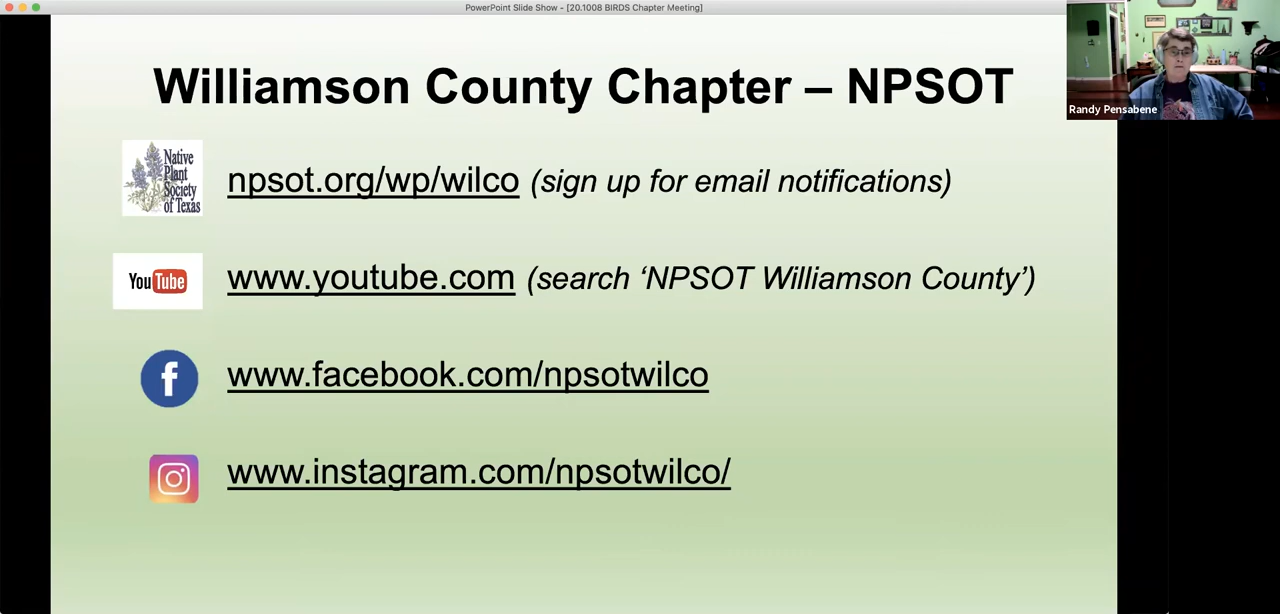 PowerPoint Slide Show - [20.1008 BIRDS Chapter Meeting]
Williamson County Chapter – NPSOT
Randy Pensabene
Native
Plant
Society
of Texas
npsot.org/wp/wilco (sign up for email notifications)
YouTube
www.youtube.com (search ‘NPSOT Williamson County’)
f
www.facebook.com/npsotwilco
www.instagram.com/npsotwilco/